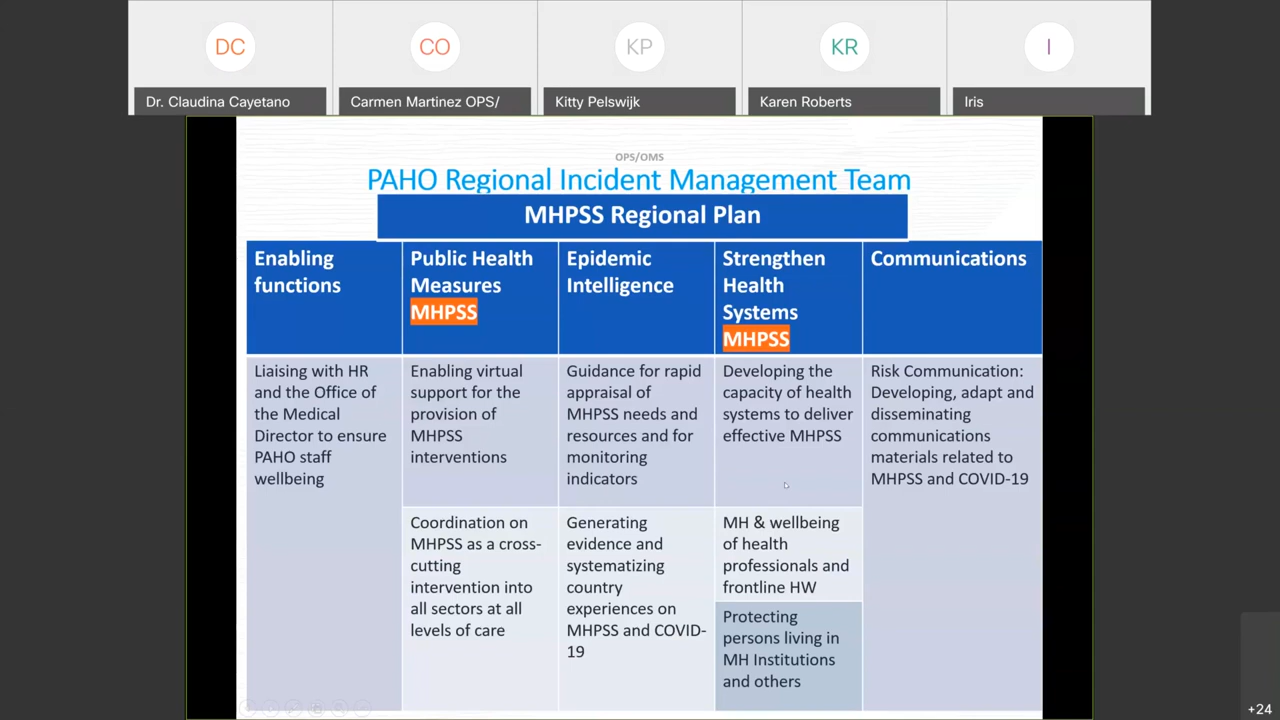 DC
CO
KP
KR
I
Dr. Claudina Cayetano
Carmen Martinez OPS/
Kitty Pelswijk
Karen Roberts
Iris
OPS/OMS
PAHO Regional Incident Management Team
MHPSS Regional Plan
Enabling
functions
Public Health
Measures
MHPSS
Epidemic
Intelligence
Strengthen
Health
Systems
MHPSS
Communications
Liaising with HR
and the Office of
the Medical
Director to ensure
PAHO staff
wellbeing
Enabling virtual
support for the
provision of
MHPSS
interventions
Guidance for rapid
appraisal of
MHPSS needs and
resources and for
monitoring
indicators
Developing the
capacity of health
systems to deliver
effective MHPSS
Risk Communication:
Developing, adapt and
disseminating
communications
materials related to
MHPSS and COVID-19
Coordination on
MHPSS as a cross-
cutting
intervention into
all sectors at all
levels of care
Generating
evidence and
systematizing
country
experiences on
MHPSS and COVID-
19
MH & wellbeing
of health
professionals and
frontline HW
Protecting
persons living in
MH Institutions
and others
+24